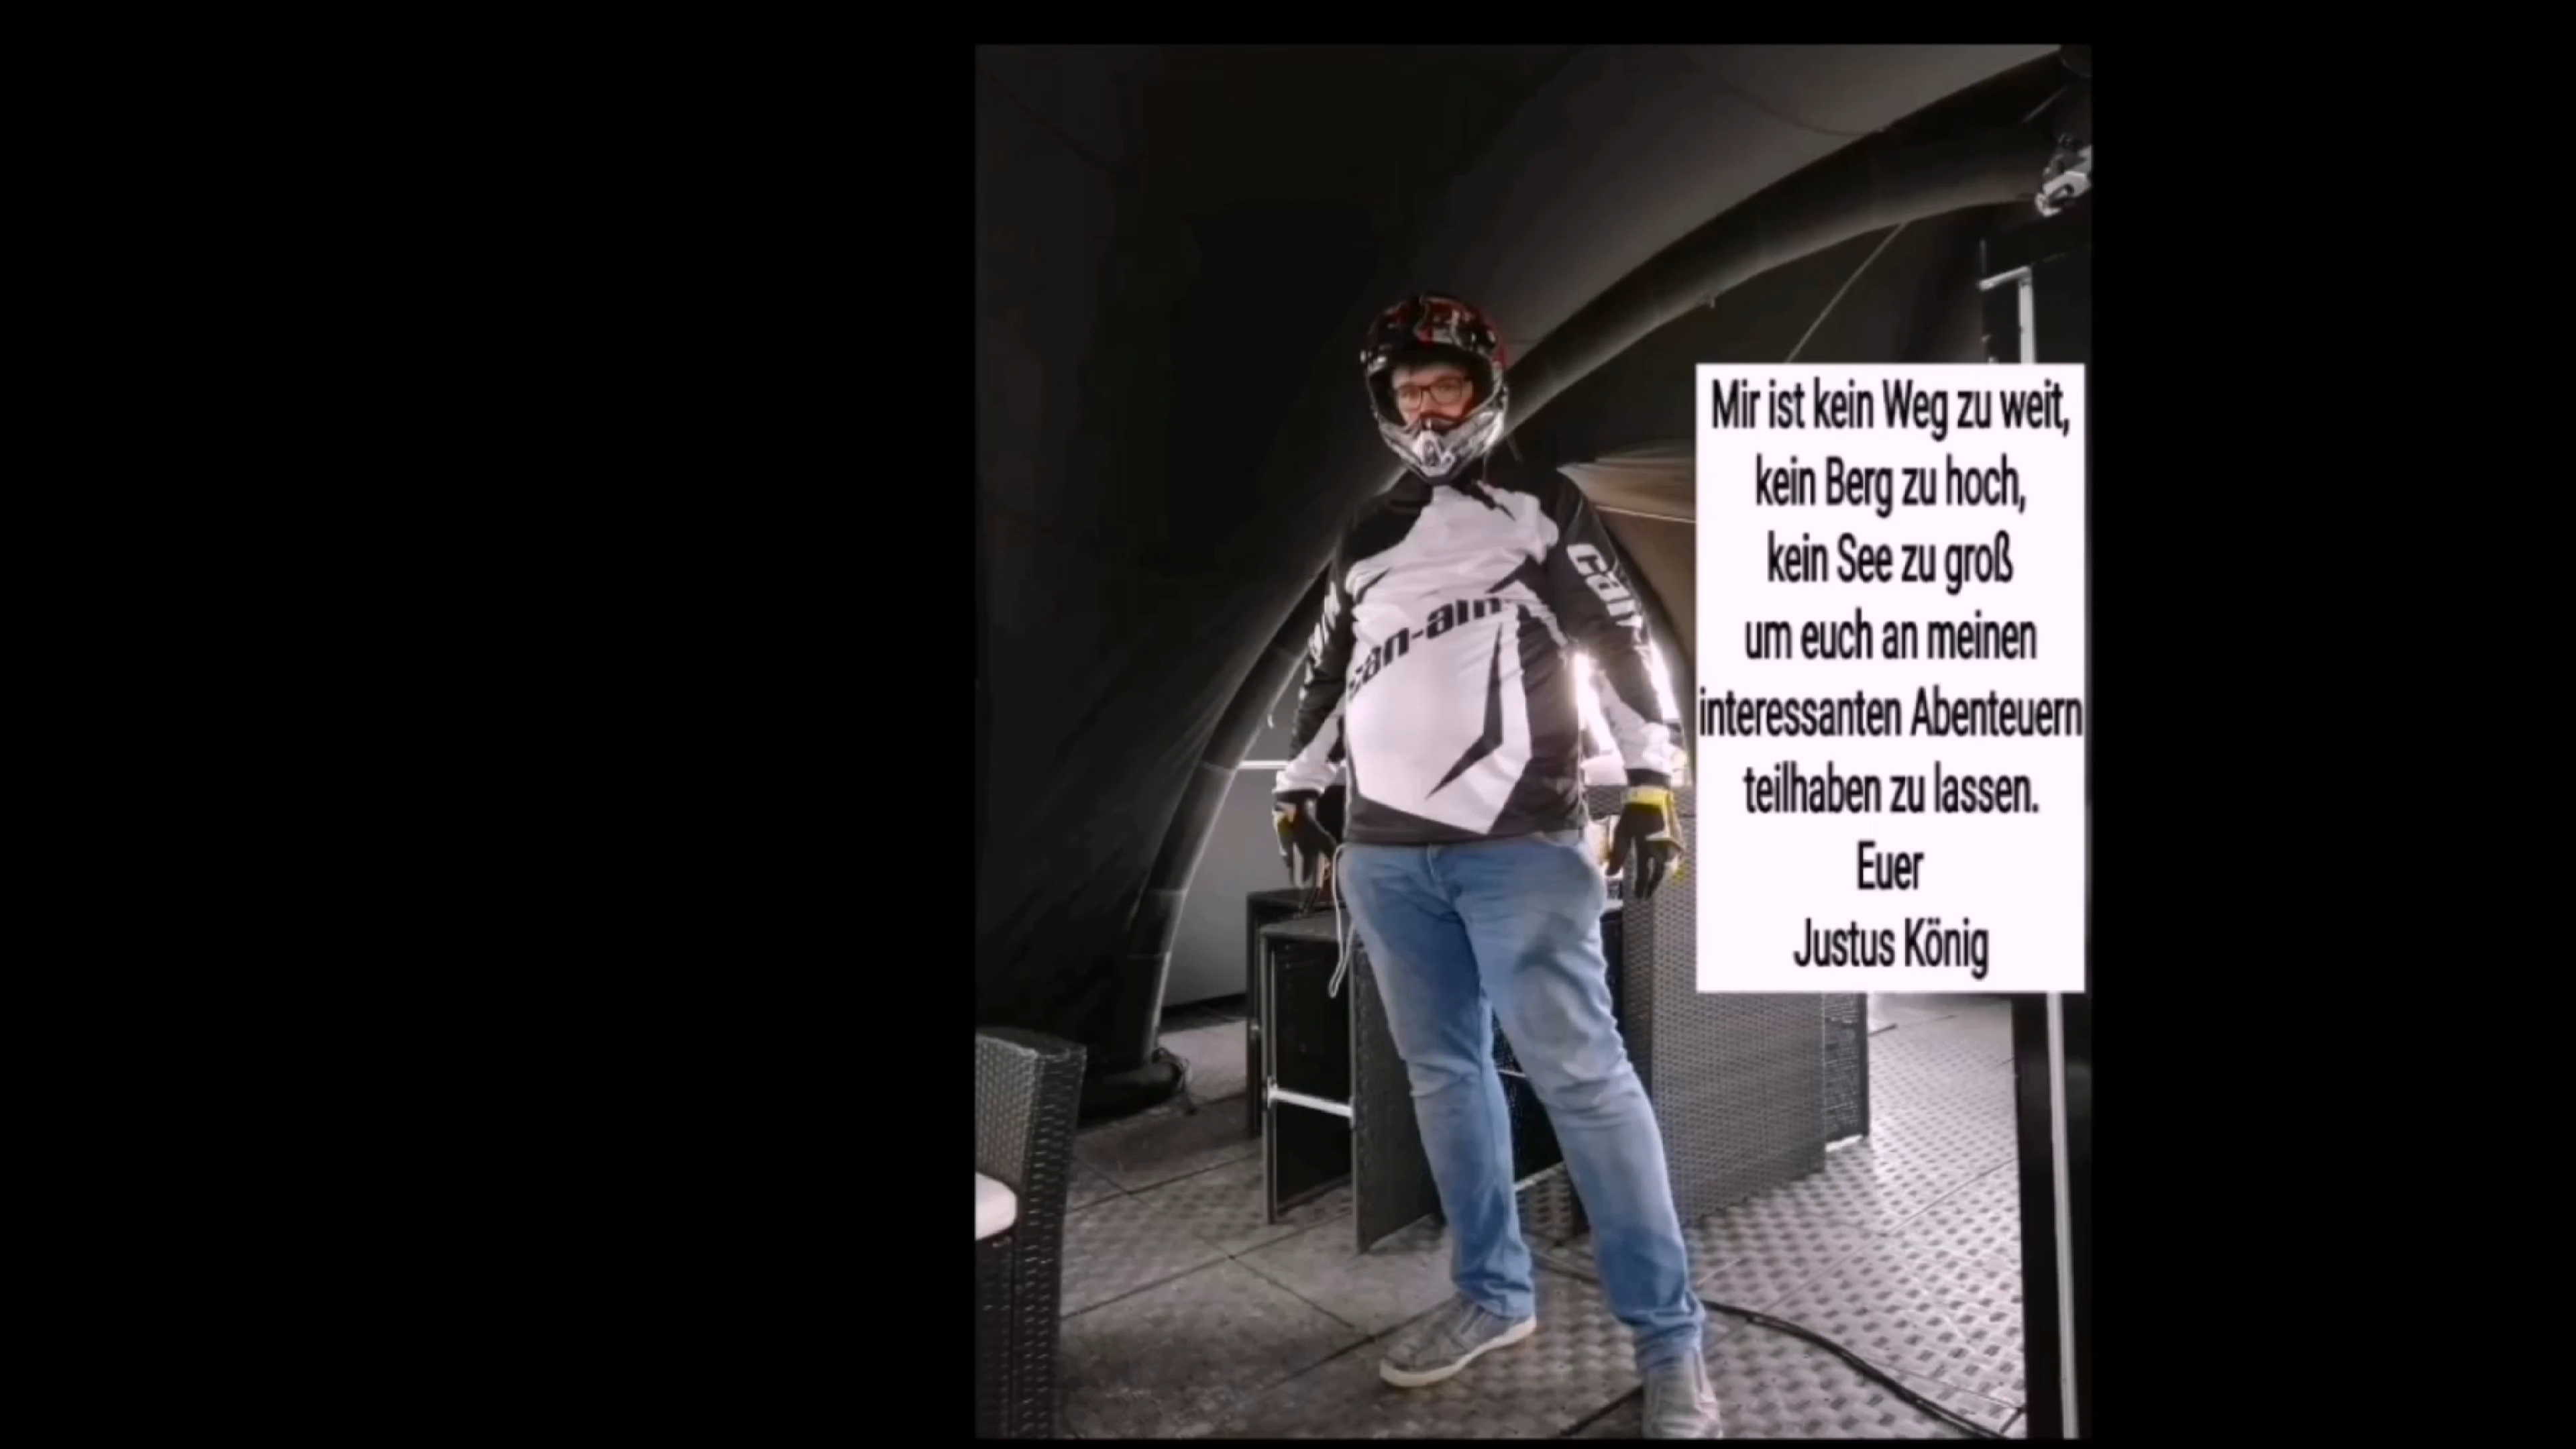 Mir ist kein Weg zu weit,
kein Berg zu hoch,
kein See zu groß
um euch an meinen
interessanten Abenteuern
teilhaben zu lassen.
Euer
Justus König
can-am